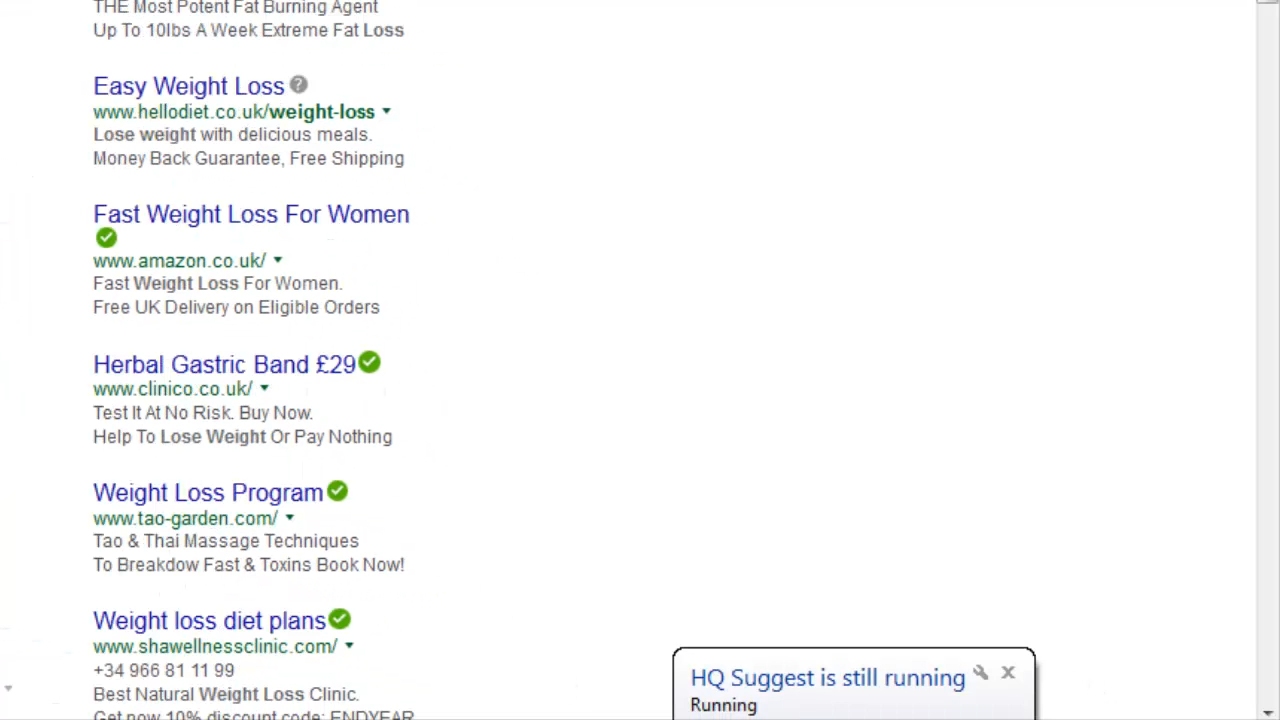 THE Most Potent Fat Burning Agent
Up To 10lbs A Week Extreme Fat Loss
Easy Weight Loss
www.hellodiet.co.uk/weight-loss
Lose weight with delicious meals.
Money Back Guarantee, Free Shipping
Fast Weight Loss For Women
www.amazon.co.uk/
Fast Weight Loss For Women.
Free UK Delivery on Eligible Orders
Herbal Gastric Band £29
www.clinico.co.uk/
Test It At No Risk. Buy Now.
Help To Lose Weight Or Pay Nothing
Weight Loss Program
www.tao-garden.com/
Tao & Thai Massage Techniques
To Breakdow Fast & Toxins Book Now!
Weight loss diet plans
www.shawellnessclinic.com/
+34 966 81 11 99
Best Natural Weight Loss Clinic.
Get now 10% discount code: ENDYEAR
HQ Suggest is still running
Running